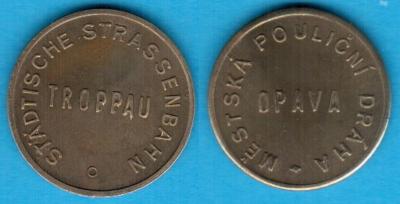 STÄDTISCHE STRASSENBAHN
TROPPAU
MĚSTSKÁ POULIČNÍ DRÁHA
OPAVA